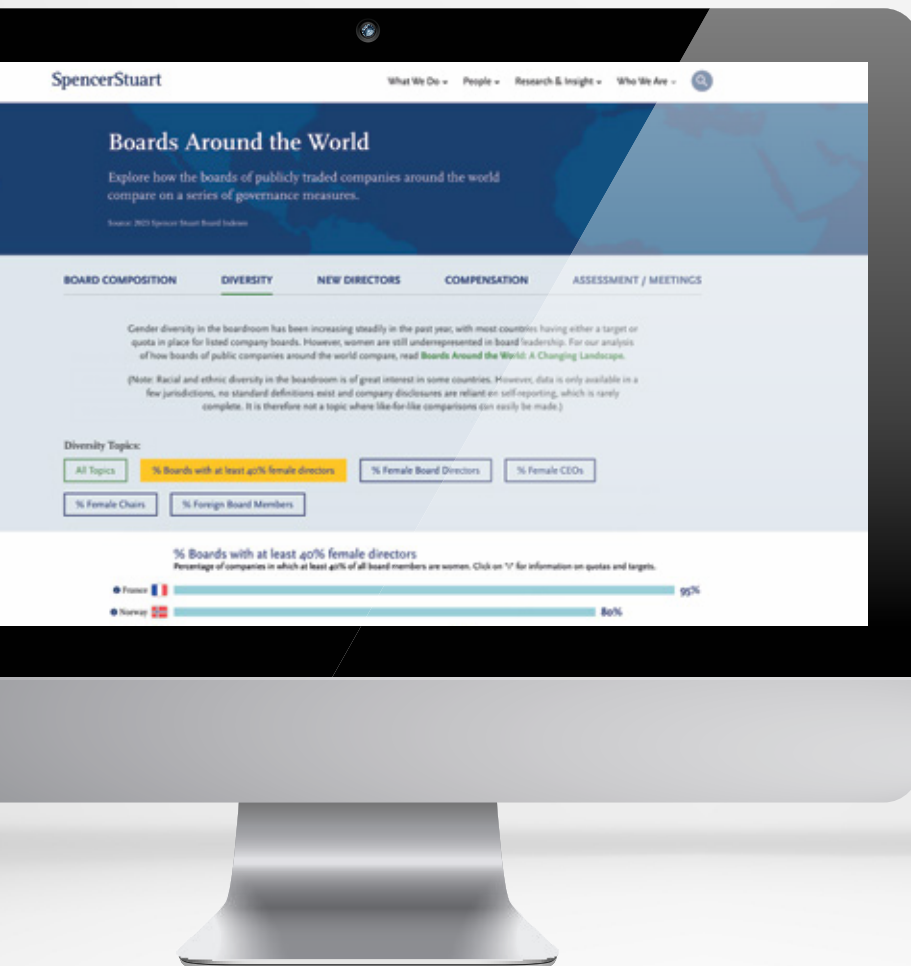 SpencerStuart
What We Do People Research & Insight Who We Are
Boards Around the World
Explore how the boards of publicly traded companies around the world
compare on a series of governance measures.
Source: 2023 Spencer Stuart Board Indexes
BOARD COMPOSITION DIVERSITY NEW DIRECTORS COMPENSATION ASSESSMENT / MEETINGS
Gender diversity in the boardroom has been increasing steadily in the past year, with most countries having either a target or
quota in place for listed company boards. However, women are still underrepresented in board leadership. For our analysis
of how boards of public companies around the world compare, read Boards Around the World: A Changing Landscape.
(Note: Racial and ethnic diversity in the boardroom is of great interest in some countries. However, data is only available in a
few jurisdictions, no standard definitions exist and company disclosures are reliant on self-reporting, which is rarely
complete. It is therefore not a topic where like-for-like comparisons can easily be made.)
Diversity Topics:
All Topics % Boards with at least 40% female directors % Female Board Directors % Female CEOs
% Female Chairs % Foreign Board Members
% Boards with at least 40% female directors
Percentage of companies in which at least 40% of all board members are women. Click on "i" for information on quotas and targets.
France 95%
Norway 80%